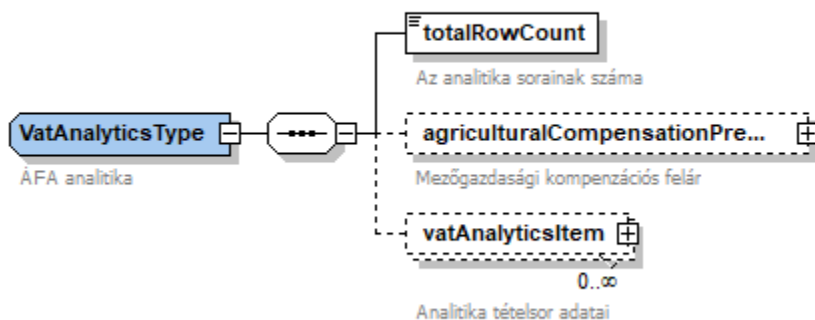 totalRowCount
Az analitika sorainak száma
VatAnalyticsType
ÁFA analitika
agriculturalCompensationPre...
Mezőgazdasági kompenzációs felár
vatAnalyticsItem
0..∞
Analitika tételsor adatai